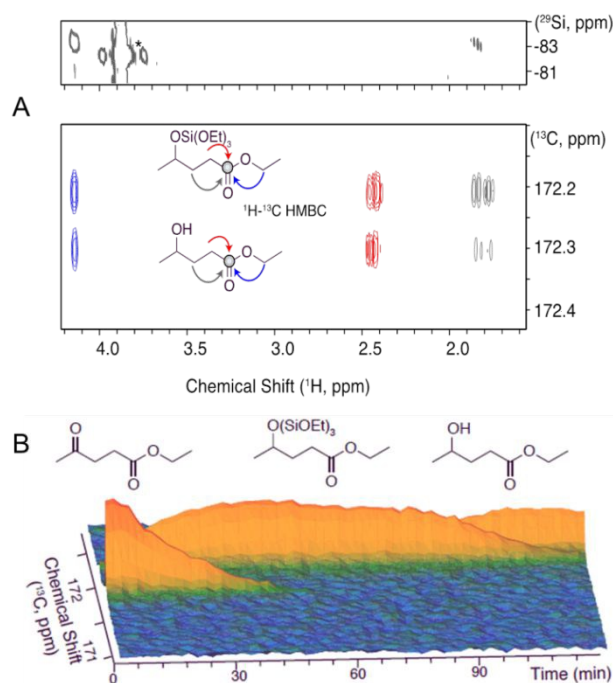 (²⁹Si, ppm)
*
-83
-81
A
(¹³C, ppm)
OSi(OEt)₃
O
O
¹H-¹³C HMBC
172.2
OH
O
O
172.3
172.4
4.0
3.5
3.0
2.5
2.0
Chemical Shift (¹H, ppm)
B
O
O
O
O(SiOEt)₃
O
O
OH
O
O
Chemical Shift
(¹³C, ppm)
172
171
0
30
60
90
Time (min)